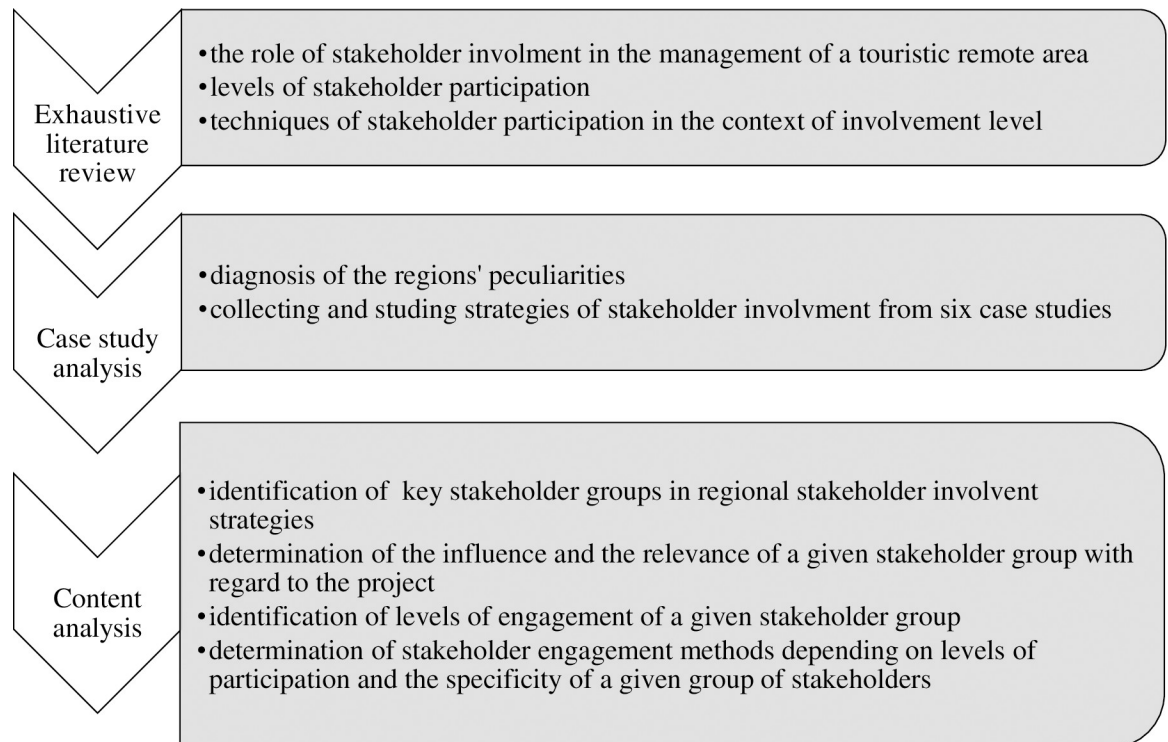 Exhaustive
literature
review
•the role of stakeholder involment in the management of a touristic remote area
•levels of stakeholder participation
•techniques of stakeholder participation in the context of involvement level
Case study
analysis
•diagnosis of the regions' peculiarities
•collecting and studing strategies of stakeholder involvment from six case studies
Content
analysis
•identification of key stakeholder groups in regional stakeholder involvent
strategies
•determination of the influence and the relevance of a given stakeholder group with
regard to the project
•identification of levels of engagement of a given stakeholder group
•determination of stakeholder engagement methods depending on levels of
participation and the specificity of a given group of stakeholders